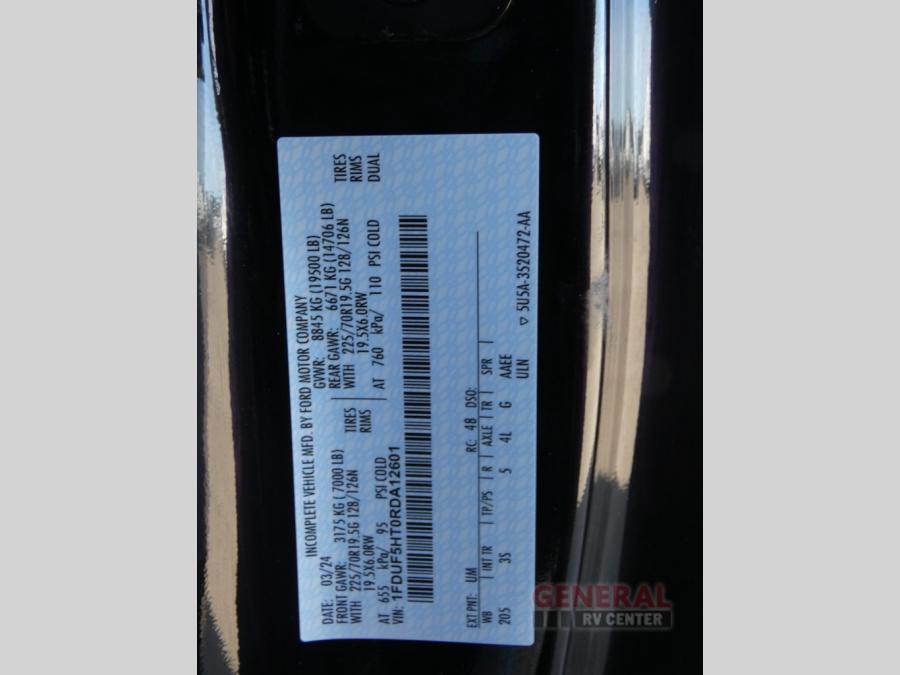 INCOMPLETE VEHICLE MFD. BY FORD MOTOR COMPANY
DATE: 03/24 GVWR: 8845 KG (19500 LB)
FRONT GAWR: 3175 KG (7000 LB) REAR GAWR: 6671 KG (14706 LB)
WITH 225/70R19.5G 128/126N TIRES WITH 225/70R19.5G 128/126N TIRES
19.5X6.0RW RIMS 19.5X6.0RW RIMS
AT 655 kPa/ 95 PSI COLD AT 760 kPa/ 110 PSI COLD DUAL
VIN: 1FDUF5HT0RDA12601
EXT PNT: UM RC: 48 DSO:
WB INT TR TP/PS R AXLE TR SPR
205 3S 5 4L G AAEE
ULN
▽ 5U5A-3520472-AA
GENERAL
RV CENTER